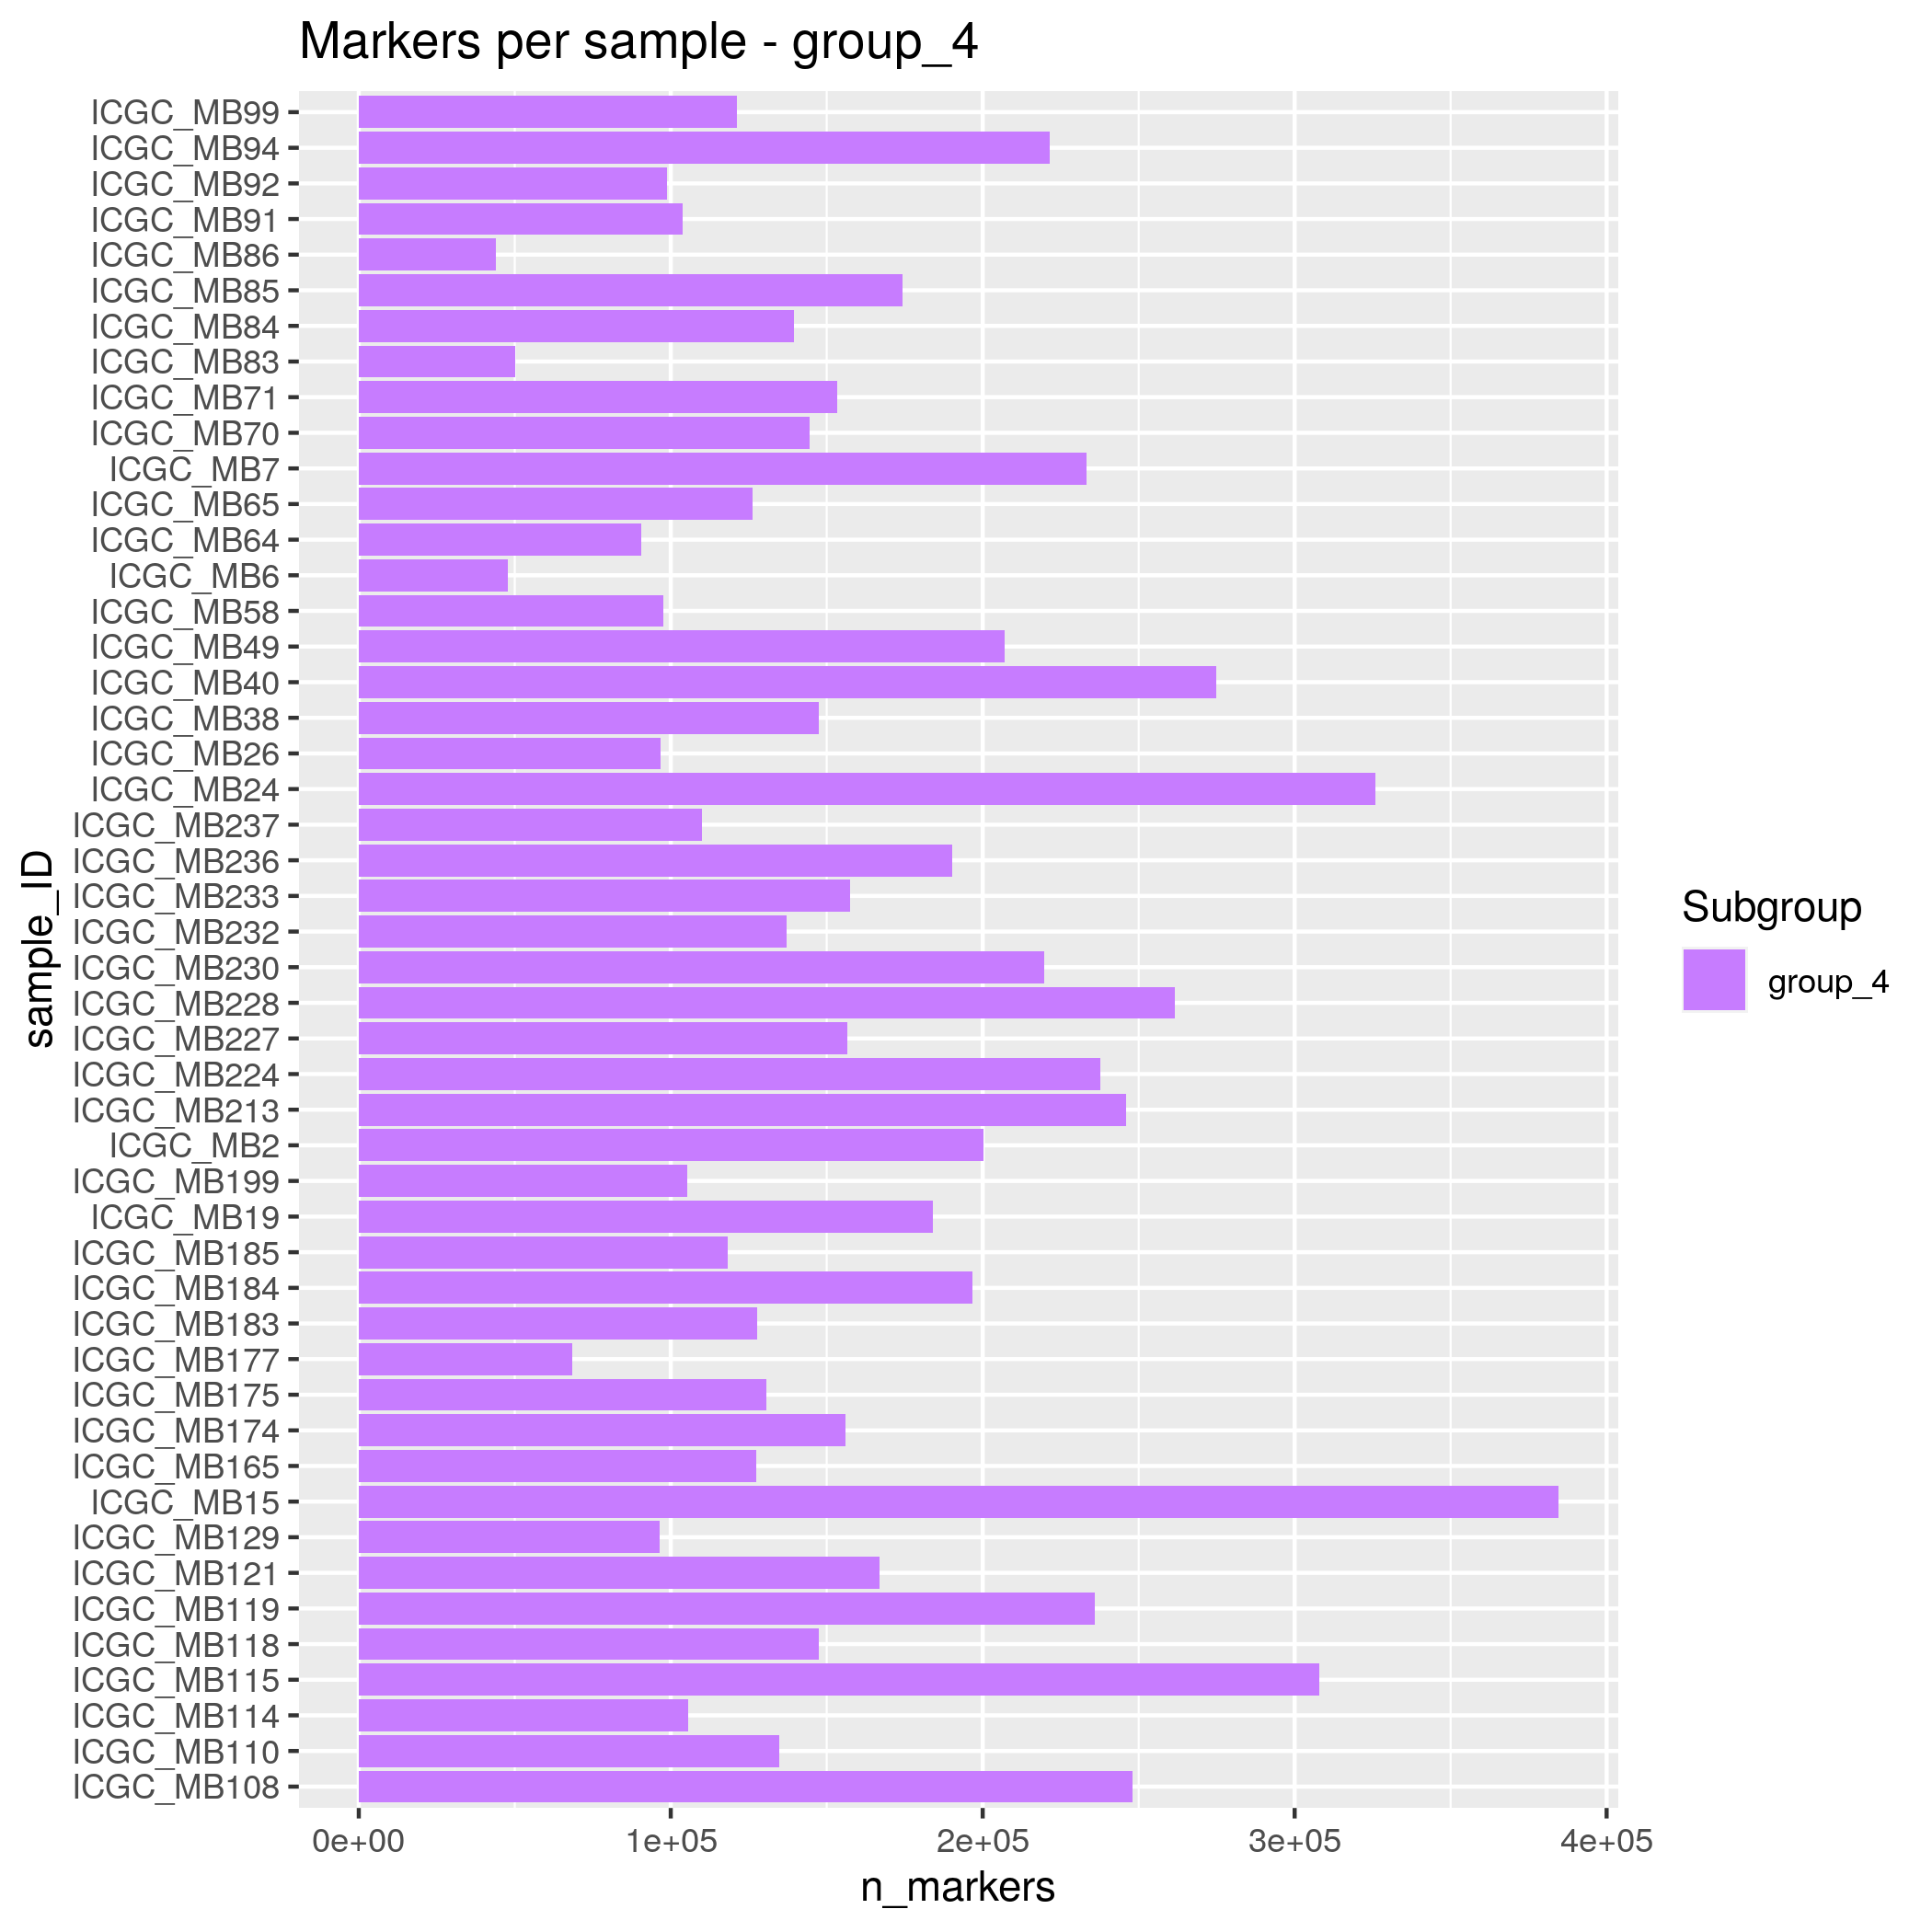 Markers per sample - group_4
ICGC_MB99
ICGC_MB94
ICGC_MB92
ICGC_MB91
ICGC_MB86
ICGC_MB85
ICGC_MB84
ICGC_MB83
ICGC_MB71
ICGC_MB70
ICGC_MB7
ICGC_MB65
ICGC_MB64
ICGC_MB6
ICGC_MB58
ICGC_MB49
ICGC_MB40
ICGC_MB38
ICGC_MB26
ICGC_MB24
ICGC_MB237
ICGC_MB236
ICGC_MB233
ICGC_MB232
ICGC_MB230
ICGC_MB228
ICGC_MB227
ICGC_MB224
ICGC_MB213
ICGC_MB2
ICGC_MB199
ICGC_MB19
ICGC_MB185
ICGC_MB184
ICGC_MB183
ICGC_MB177
ICGC_MB175
ICGC_MB174
ICGC_MB165
ICGC_MB15
ICGC_MB129
ICGC_MB121
ICGC_MB119
ICGC_MB118
ICGC_MB115
ICGC_MB114
ICGC_MB110
ICGC_MB108
sample_ID
0e+00 1e+05 2e+05 3e+05 4e+05
n_markers
Subgroup
group_4